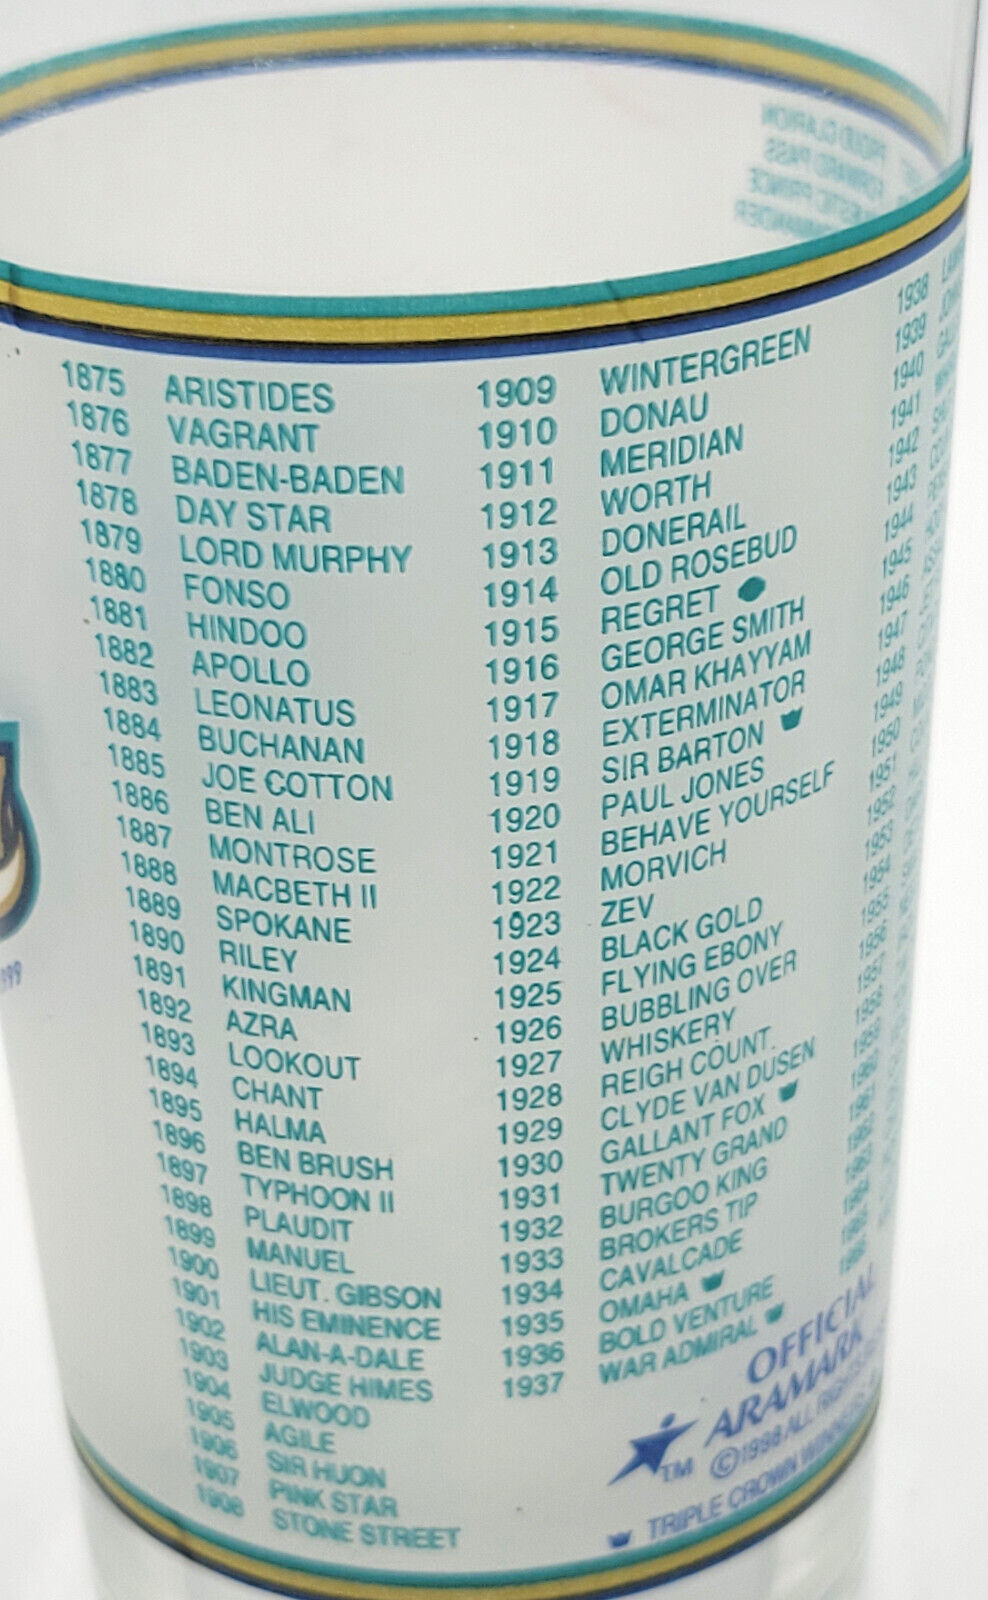 1875 ARISTIDES
1876 VAGRANT
1877 BADEN-BADEN
1878 DAY STAR
1879 LORD MURPHY
1880 FONSO
1881 HINDOO
1882 APOLLO
1883 LEONATUS
1884 BUCHANAN
1885 JOE COTTON
1886 BEN ALI
1887 MONTROSE
1888 MACBETH II
1889 SPOKANE
1890 RILEY
1891 KINGMAN
1892 AZRA
1893 LOOKOUT
1894 CHANT
1895 HALMA
1896 BEN BRUSH
1897 TYPHOON II
1898 PLAUDIT
1899 MANUEL
1900 LIEUT. GIBSON
1901 HIS EMINENCE
1902 ALAN-A-DALE
1903 JUDGE HIMES
1904 ELWOOD
1905 AGILE
1906 SIR HUON
1907 PINK STAR
1908 STONE STREET
1909 WINTERGREEN
1910 DONAU
1911 MERIDIAN
1912 WORTH
1913 DONERAIL
1914 OLD ROSEBUD
1915 REGRET
1916 GEORGE SMITH
1917 OMAR KHAYYAM
1918 EXTERMINATOR
1919 SIR BARTON
1920 PAUL JONES
1921 BEHAVE YOURSELF
1922 MORVICH
1923 ZEV
1924 BLACK GOLD
1925 FLYING EBONY
1926 BUBBLING OVER
1927 WHISKERY
1928 REIGH COUNT.
1929 CLYDE VAN DUSEN
1930 GALLANT FOX
1931 TWENTY GRAND
1932 BURGOO KING
1933 BROKERS TIP
1934 CAVALCADE
1935 OMAHA
1936 BOLD VENTURE
1937 WAR ADMIRAL
1938
1939
1940
1941
1942
1943
1944
1945
1946
1947
1948
1949
1950
1951
1952
1953
1954
OFFICIAL
ARAMARK
TM ©1998 ALL RIGHTS
TRIPLE CROWN WINNERS